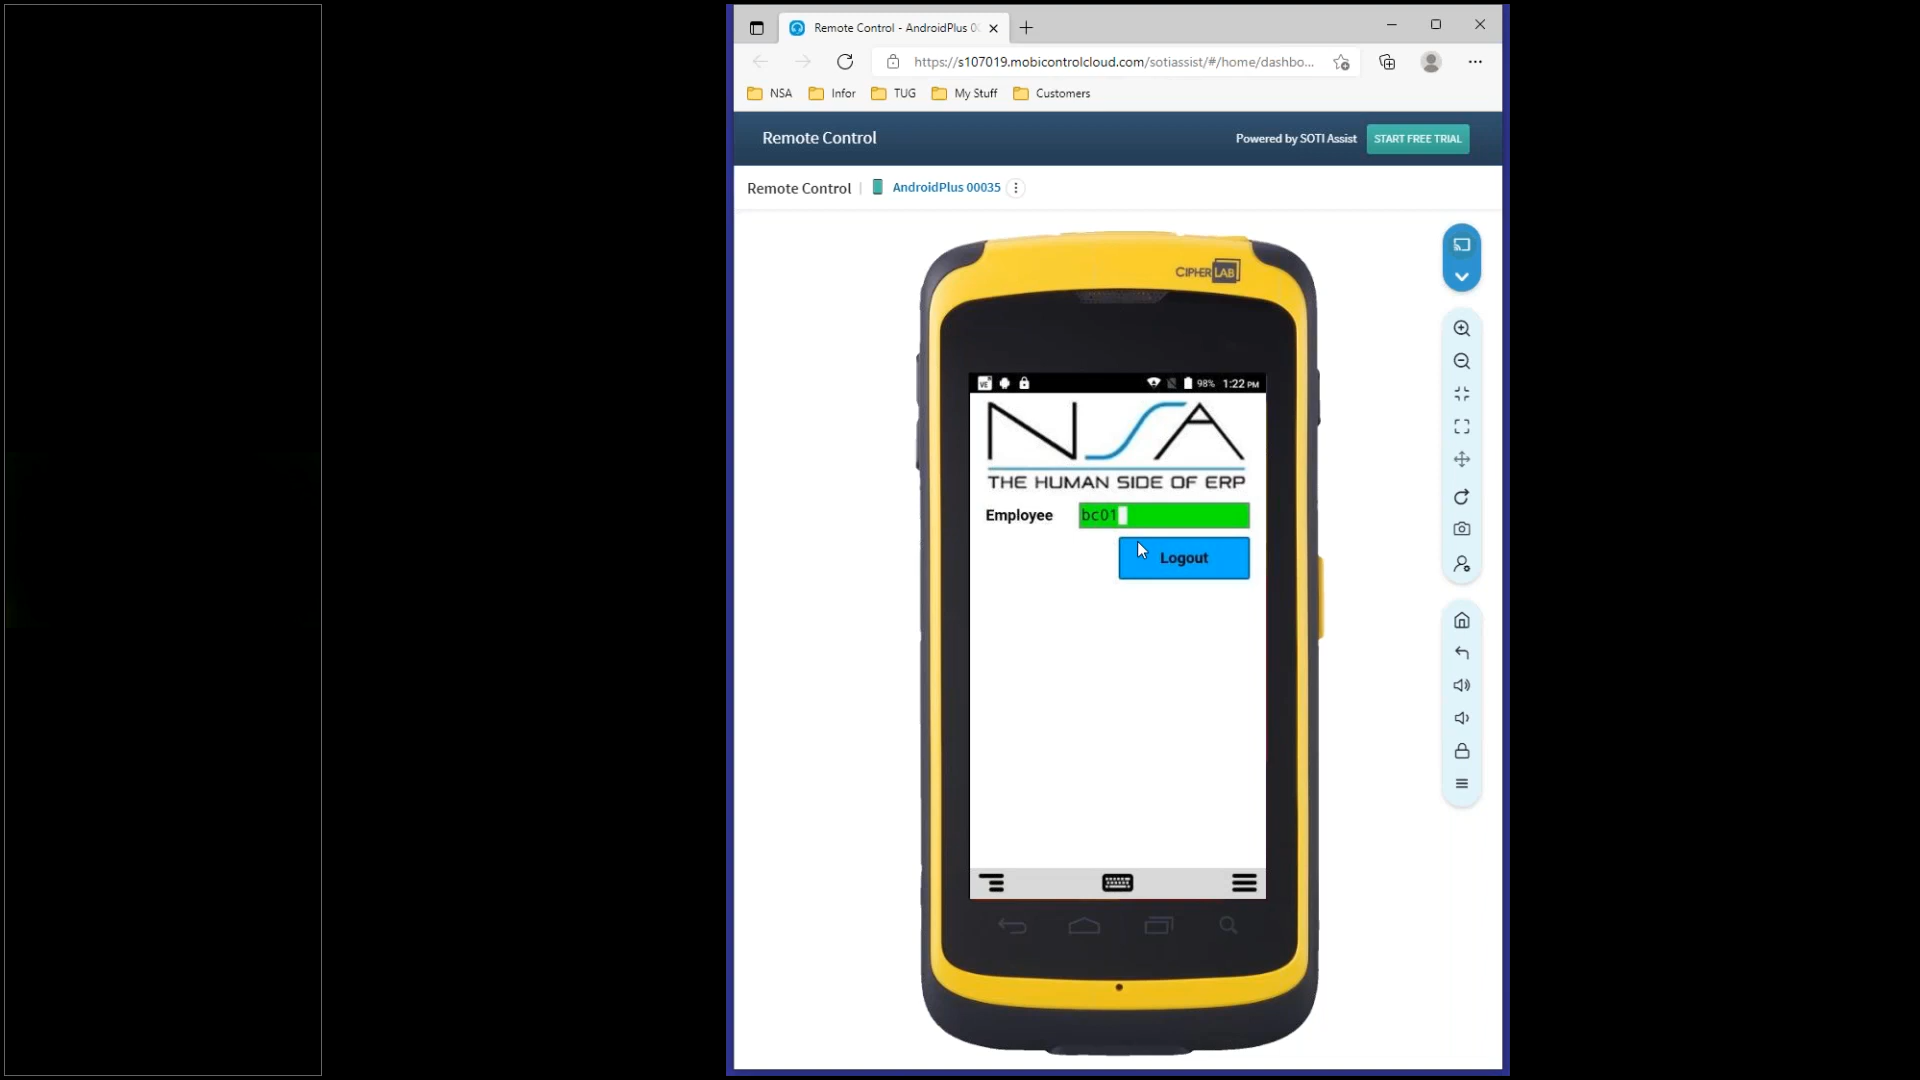 Remote Control - AndroidPlus 0
https://s107019.mobicontrolcloud.com/sotiassist/#/home/dashbo...
NSA Infor TUG My Stuff Customers
Remote Control Powered by SOTI Assist START FREE TRIAL
Remote Control | AndroidPlus 00035
CIPHERLAB
98% 1:22 PM
NSA
THE HUMAN SIDE OF ERP
Employee bc01
Logout